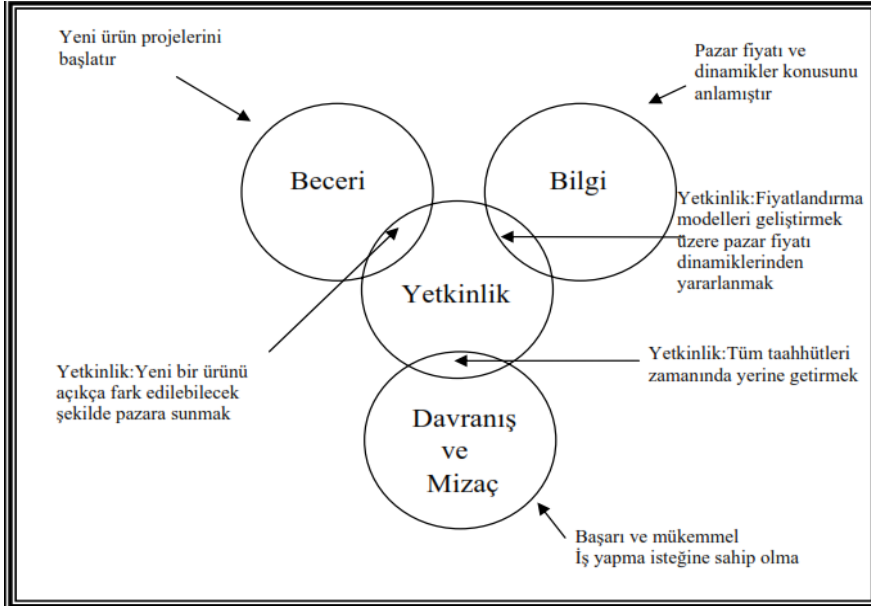 Yeni ürün projelerini
başlatır
Pazar fiyatı ve
dinamikler konusunu
anlamıştır
Beceri
Bilgi
Yetkinlik:Fiyatlandırma
modelleri geliştirmek
üzere pazar fiyatı
dinamiklerinden
yararlanmak
Yetkinlik
Yetkinlik:Yeni bir ürünü
açıkça fark edilebilecek
şekilde pazara sunmak
Yetkinlik:Tüm taahhütleri
zamanında yerine getirmek
Davranış
ve
Mizaç
Başarı ve mükemmel
İş yapma isteğine sahip olma